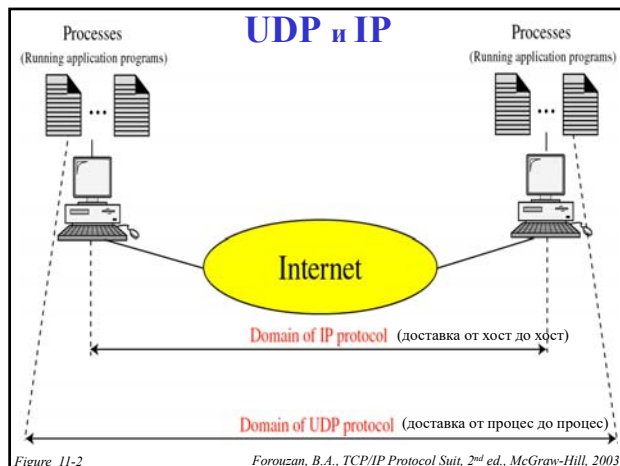 UDP и IP
Processes
(Running application programs)
...
Processes
(Running application programs)
...
Internet
Domain of IP protocol (доставка от хост до хост)
Domain of UDP protocol (доставка от процес до процес)
Figure 11-2 Forouzan, B.A., TCP/IP Protocol Suit, 2nd ed., McGraw-Hill, 2003